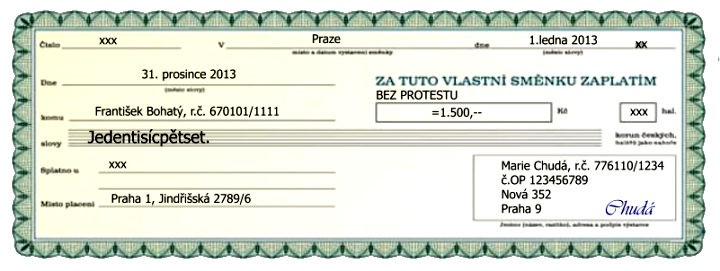 Číslo xxx V Praze dne 1.ledna 2013 xx
místo a datum vystavení směnky (měsíc slovy)
Dne 31. prosince 2013 ZA TUTO VLASTNÍ SMĚNKU ZAPLATÍM
(měsíc slovy)
BEZ PROTESTU
komu František Bohatý, r.č. 670101/1111 =1.500,-- Kč xxx hal.
slovy Jedentisícpětset. korun českých,
haléřů jako nahoře
Splatno u xxx
Místo placení Praha 1, Jindřišská 2789/6
Marie Chudá, r.č. 776110/1234
č.OP 123456789
Nová 352
Praha 9 Chudá
Jméno (název, razítko), adresa a podpis výstavce